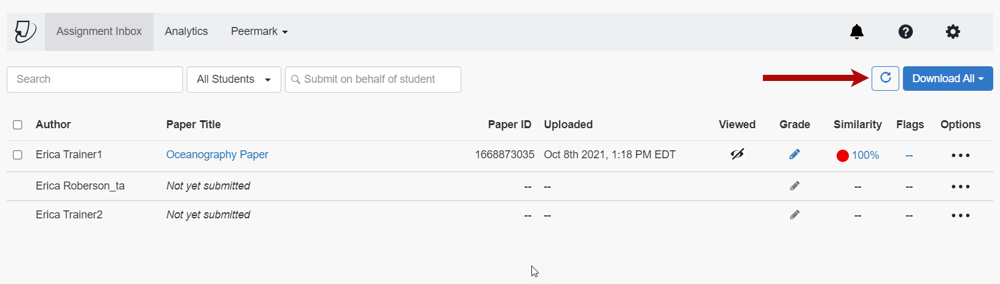 Assignment Inbox Analytics Peermark
Search All Students Submit on behalf of student Download All
Author Paper Title Paper ID Uploaded Viewed Grade Similarity Flags Options
Erica Trainer1 Oceanography Paper 1668873035 Oct 8th 2021, 1:18 PM EDT 100% --
Erica Roberson_ta Not yet submitted -- -- -- --
Erica Trainer2 Not yet submitted -- -- -- --